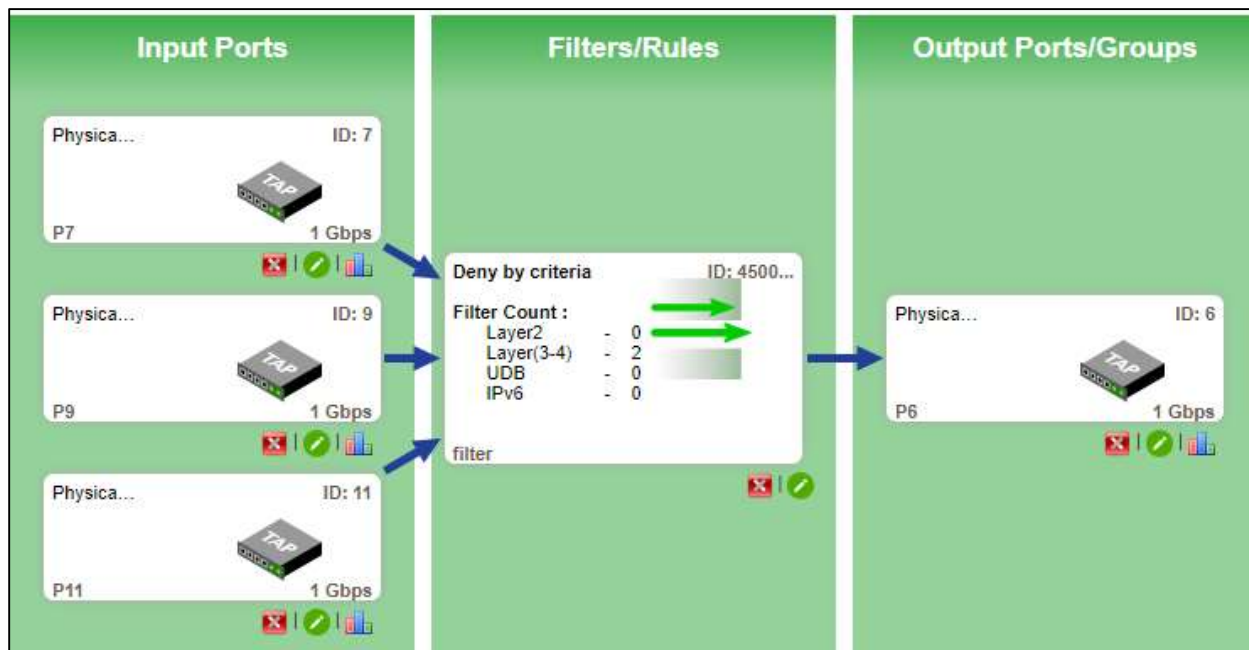 Input Ports
Filters/Rules
Output Ports/Groups
Physica... ID: 7
TAP
P7 1 Gbps
Physica... ID: 9
TAP
P9 1 Gbps
Physica... ID: 11
TAP
P11 1 Gbps
Deny by criteria ID: 4500...
Filter Count :
Layer2 - 0
Layer(3-4) - 2
UDB - 0
IPv6 - 0
filter
Physica... ID: 6
TAP
P6 1 Gbps